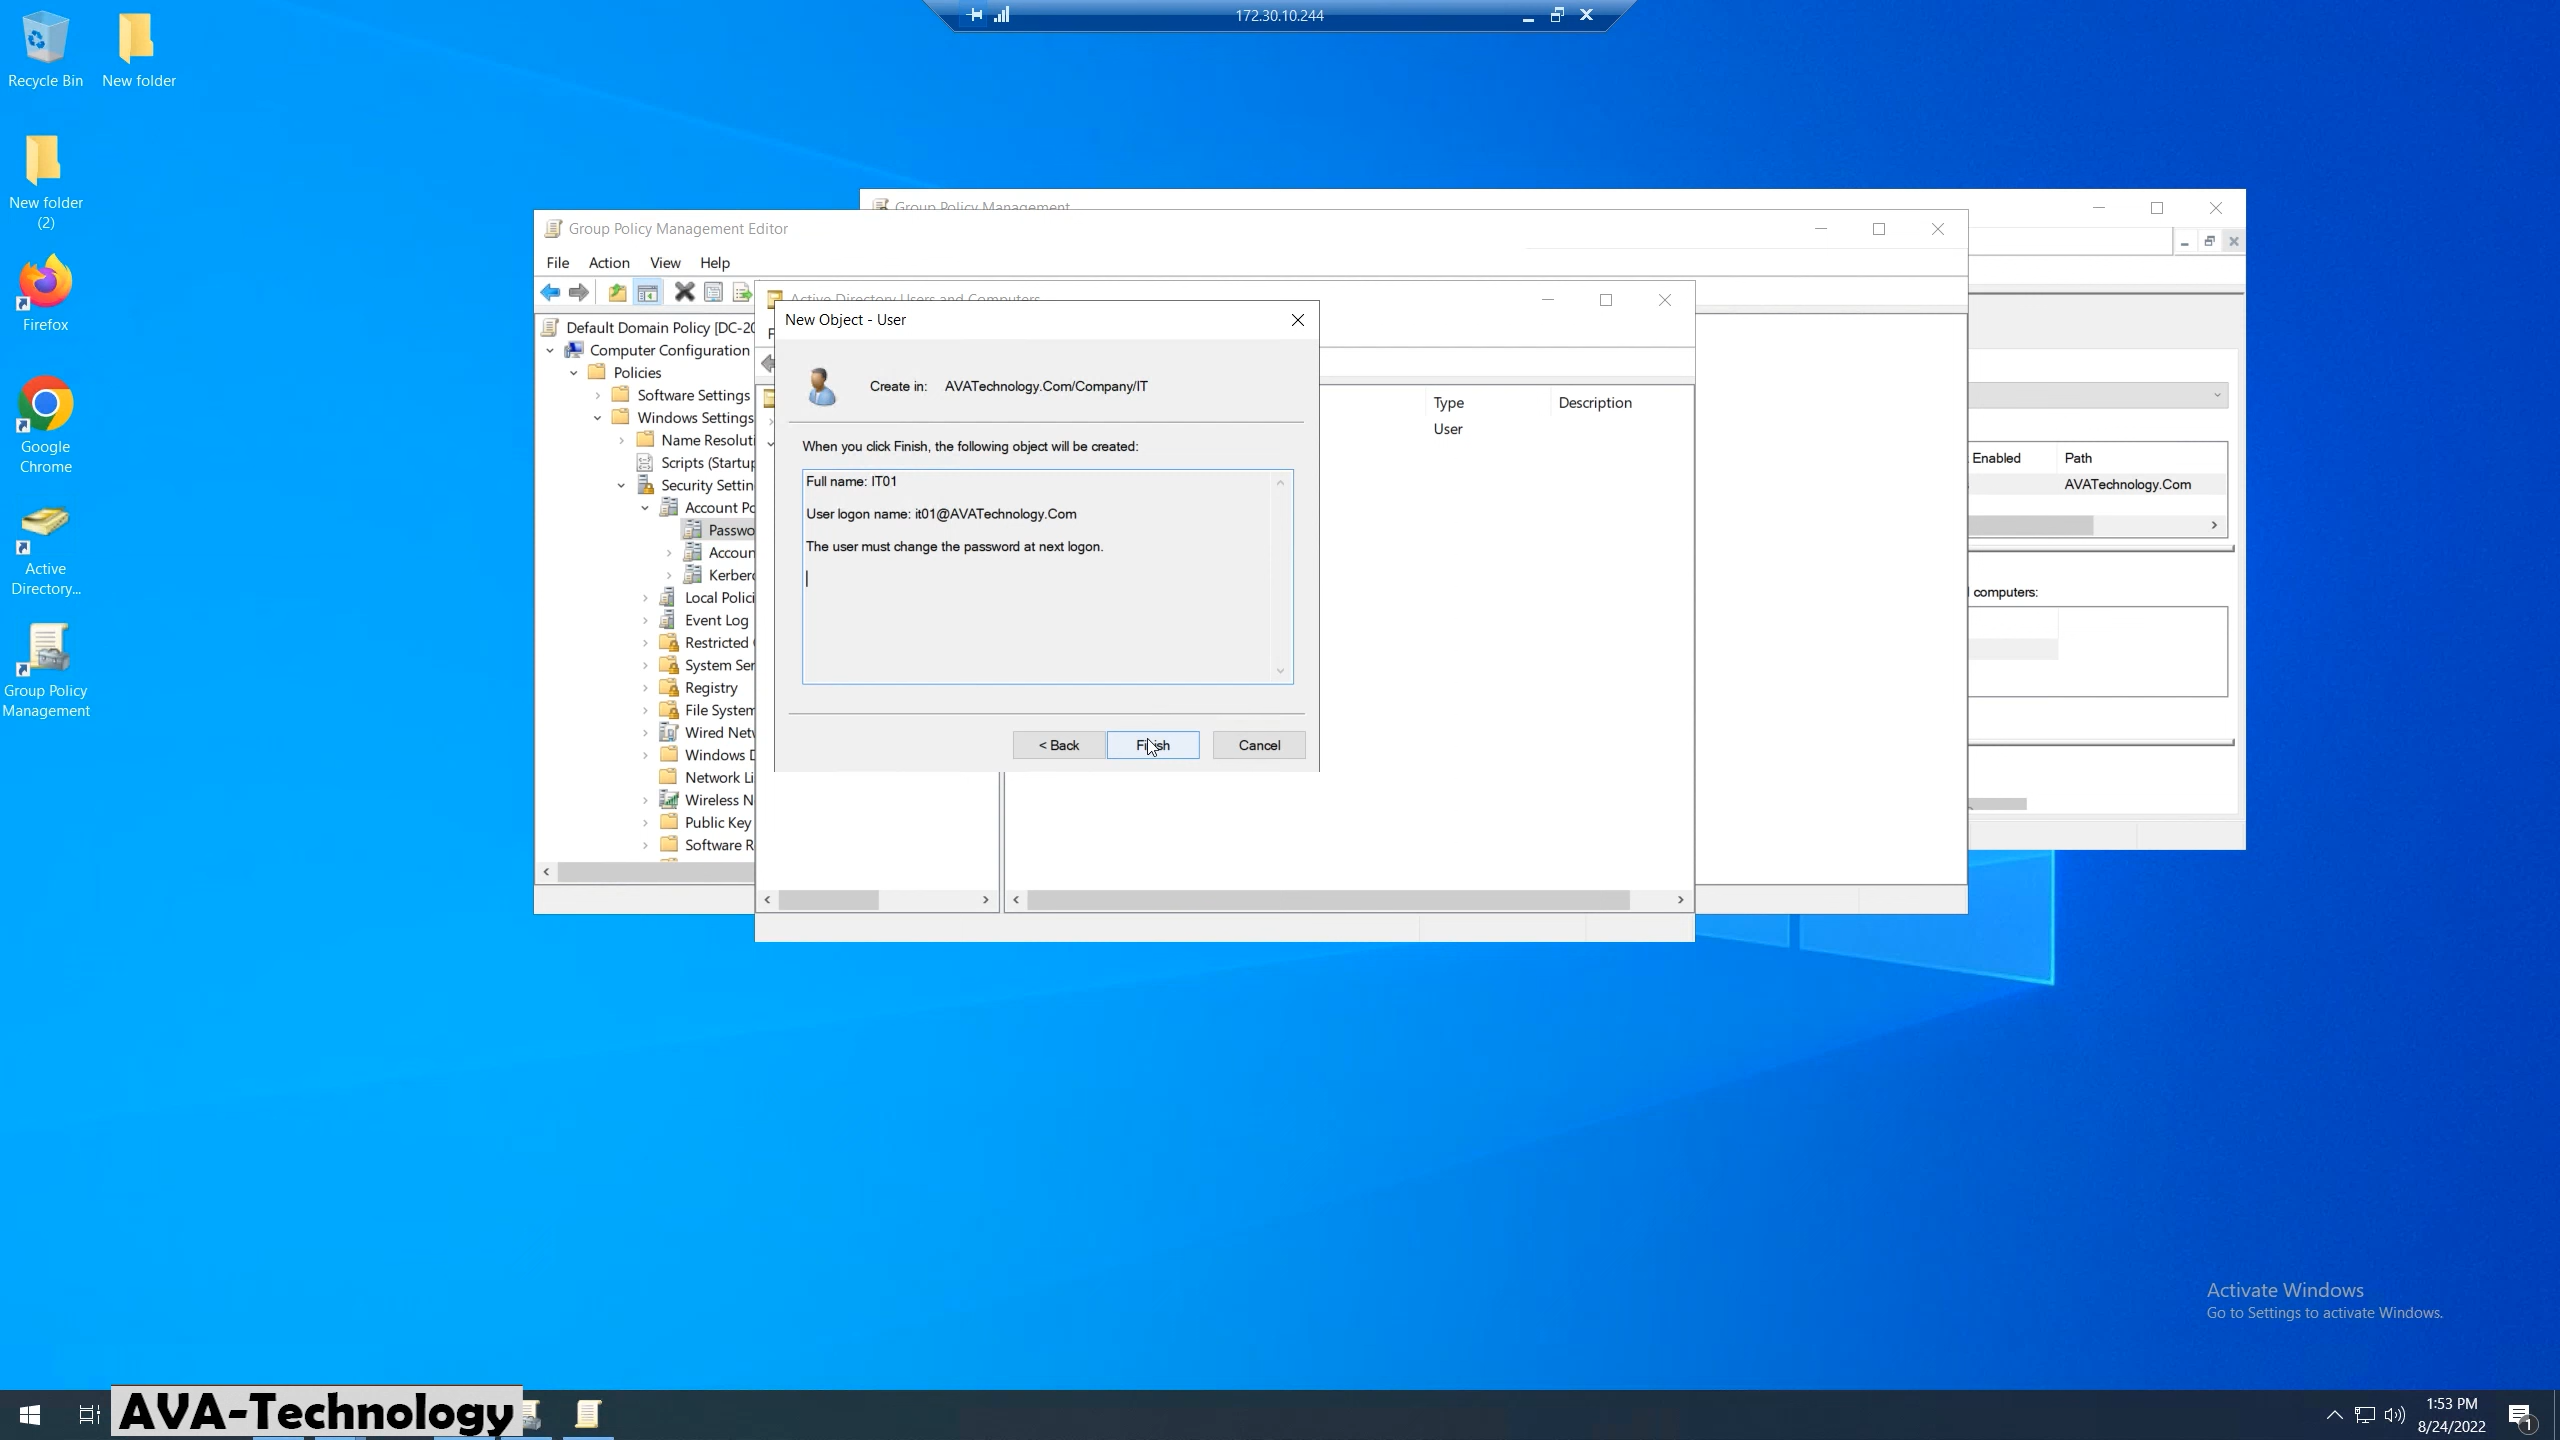 172.30.10.244
Recycle Bin
New folder
New folder
(2)
Firefox
Google
Chrome
Active
Directory...
Group Policy
Management
Group Policy Management
Enabled
Path
AVATechnology.Com
computers:
Group Policy Management Editor
File
Action
View
Help
Default Domain Policy [DC-20
Computer Configuration
Policies
Software Settings
Windows Settings
Name Resoluti
Scripts (Startup
Security Settin
Account Po
Passwo
Accoun
Kerbero
Local Polici
Event Log
Restricted
System Ser
Registry
File System
Wired Netw
Windows D
Network Li
Wireless N
Public Key
Software R
Active Directory Users and Computers
Type
Description
User
New Object - User
Create in: AVATechnology.Com/Company/IT
When you click Finish, the following object will be created:
Full name: IT01
User logon name: it01@AVATechnology.Com
The user must change the password at next logon.
< Back
Finish
Cancel
Activate Windows
Go to Settings to activate Windows.
AVA-Technology
1:53 PM
8/24/2022
1